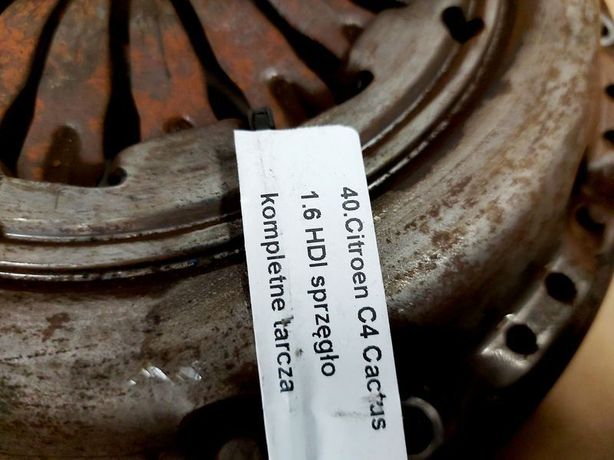 40.Citroen C4 Cactus
1.6 HDI sprzęgło
kompletne tarcza